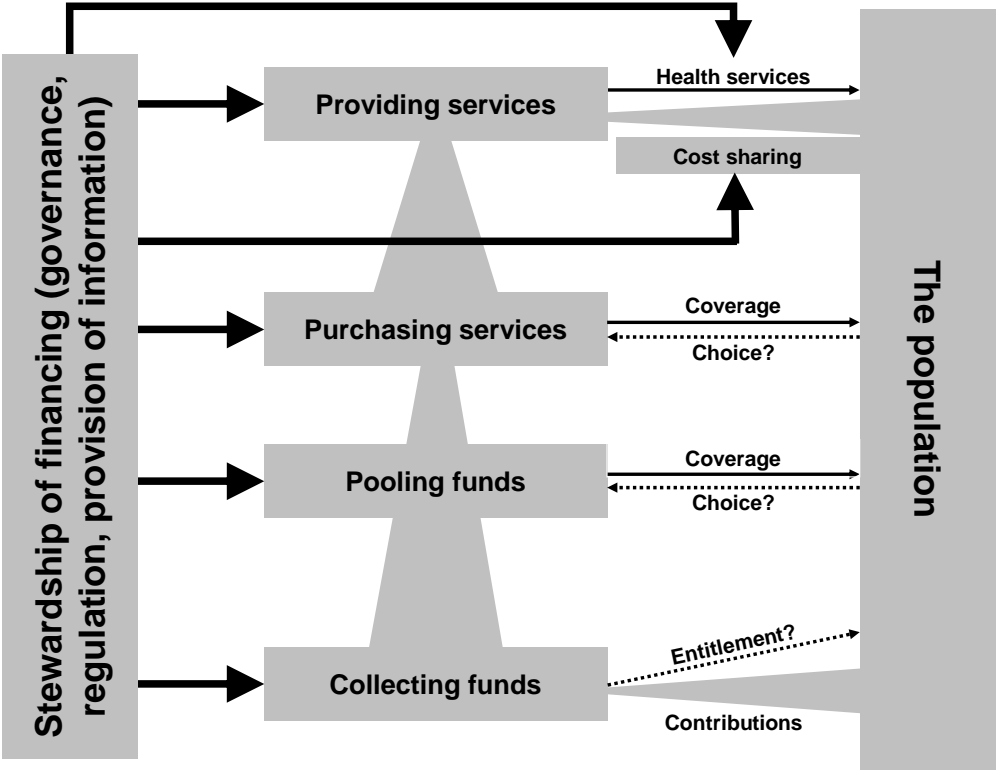 Stewardship of financing (governance,
regulation, provision of information)
Providing services
Health services
Cost sharing
Purchasing services
Coverage
Choice?
Pooling funds
Coverage
Choice?
Collecting funds
Entitlement?
Contributions
The population